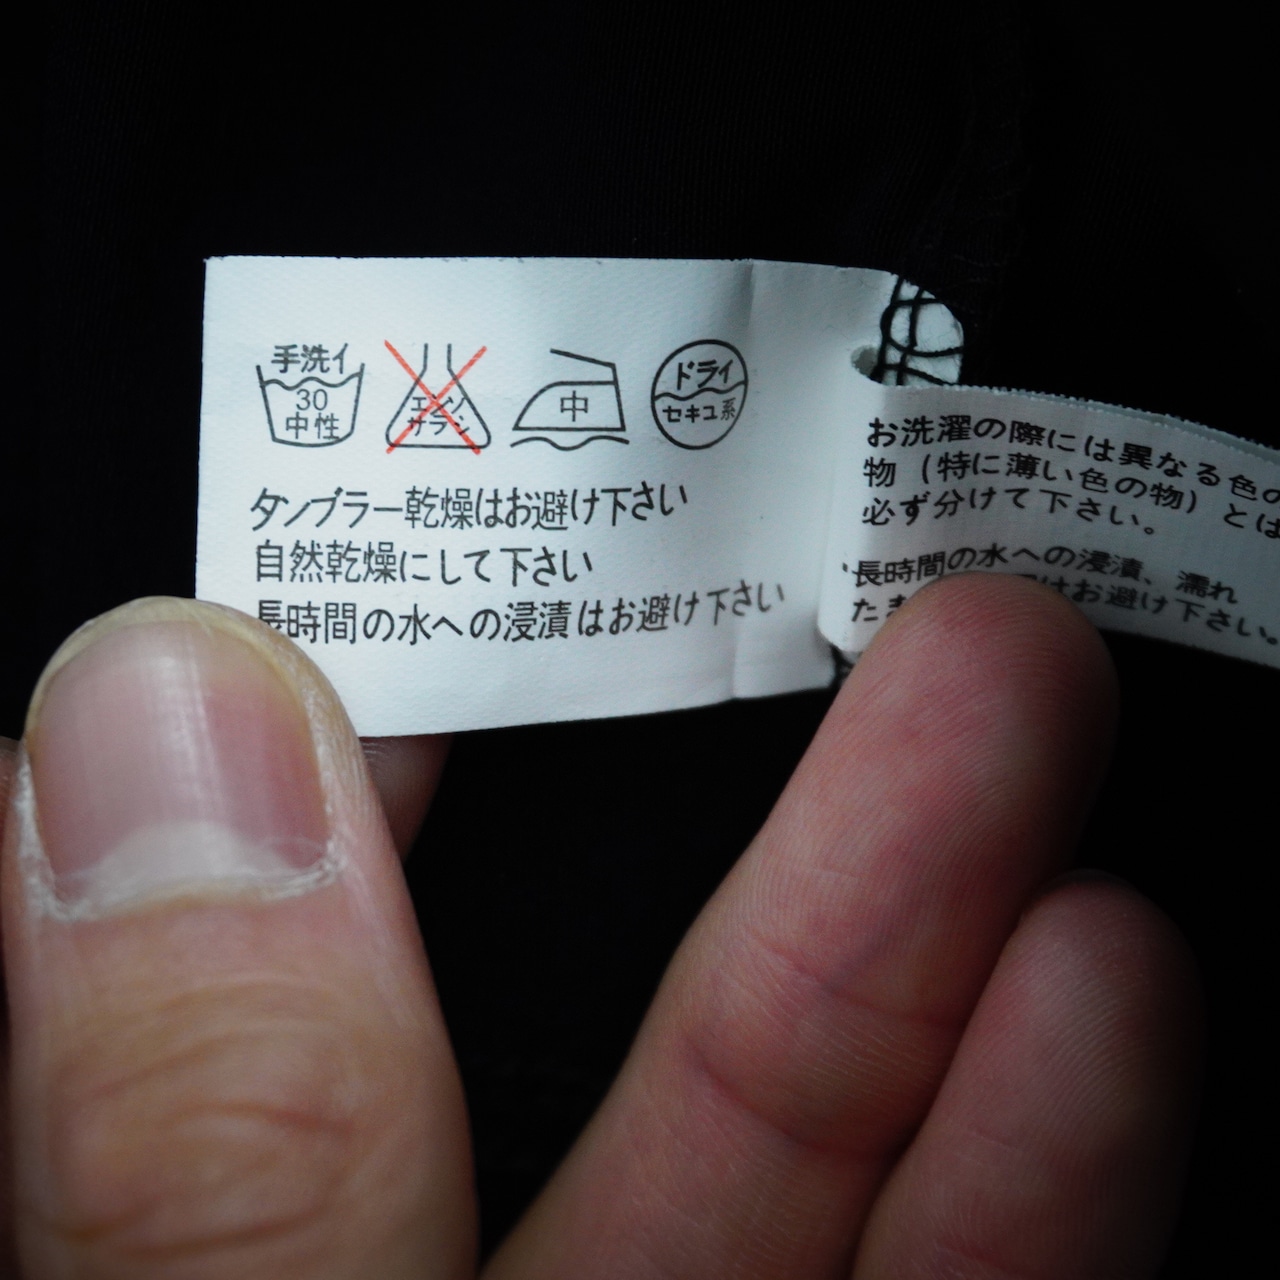 手洗イ
30
中性
エンソ
サラシ
中
ドライ
セキユ系
タンブラー乾燥はお避け下さい
自然乾燥にして下さい
長時間の水への浸漬はお避け下さい
お洗濯の際には異なる色の
物（特に薄い色の物）とは
必ず分けて下さい。
長時間の水への浸漬、濡れ
たま
はお避け下さい。